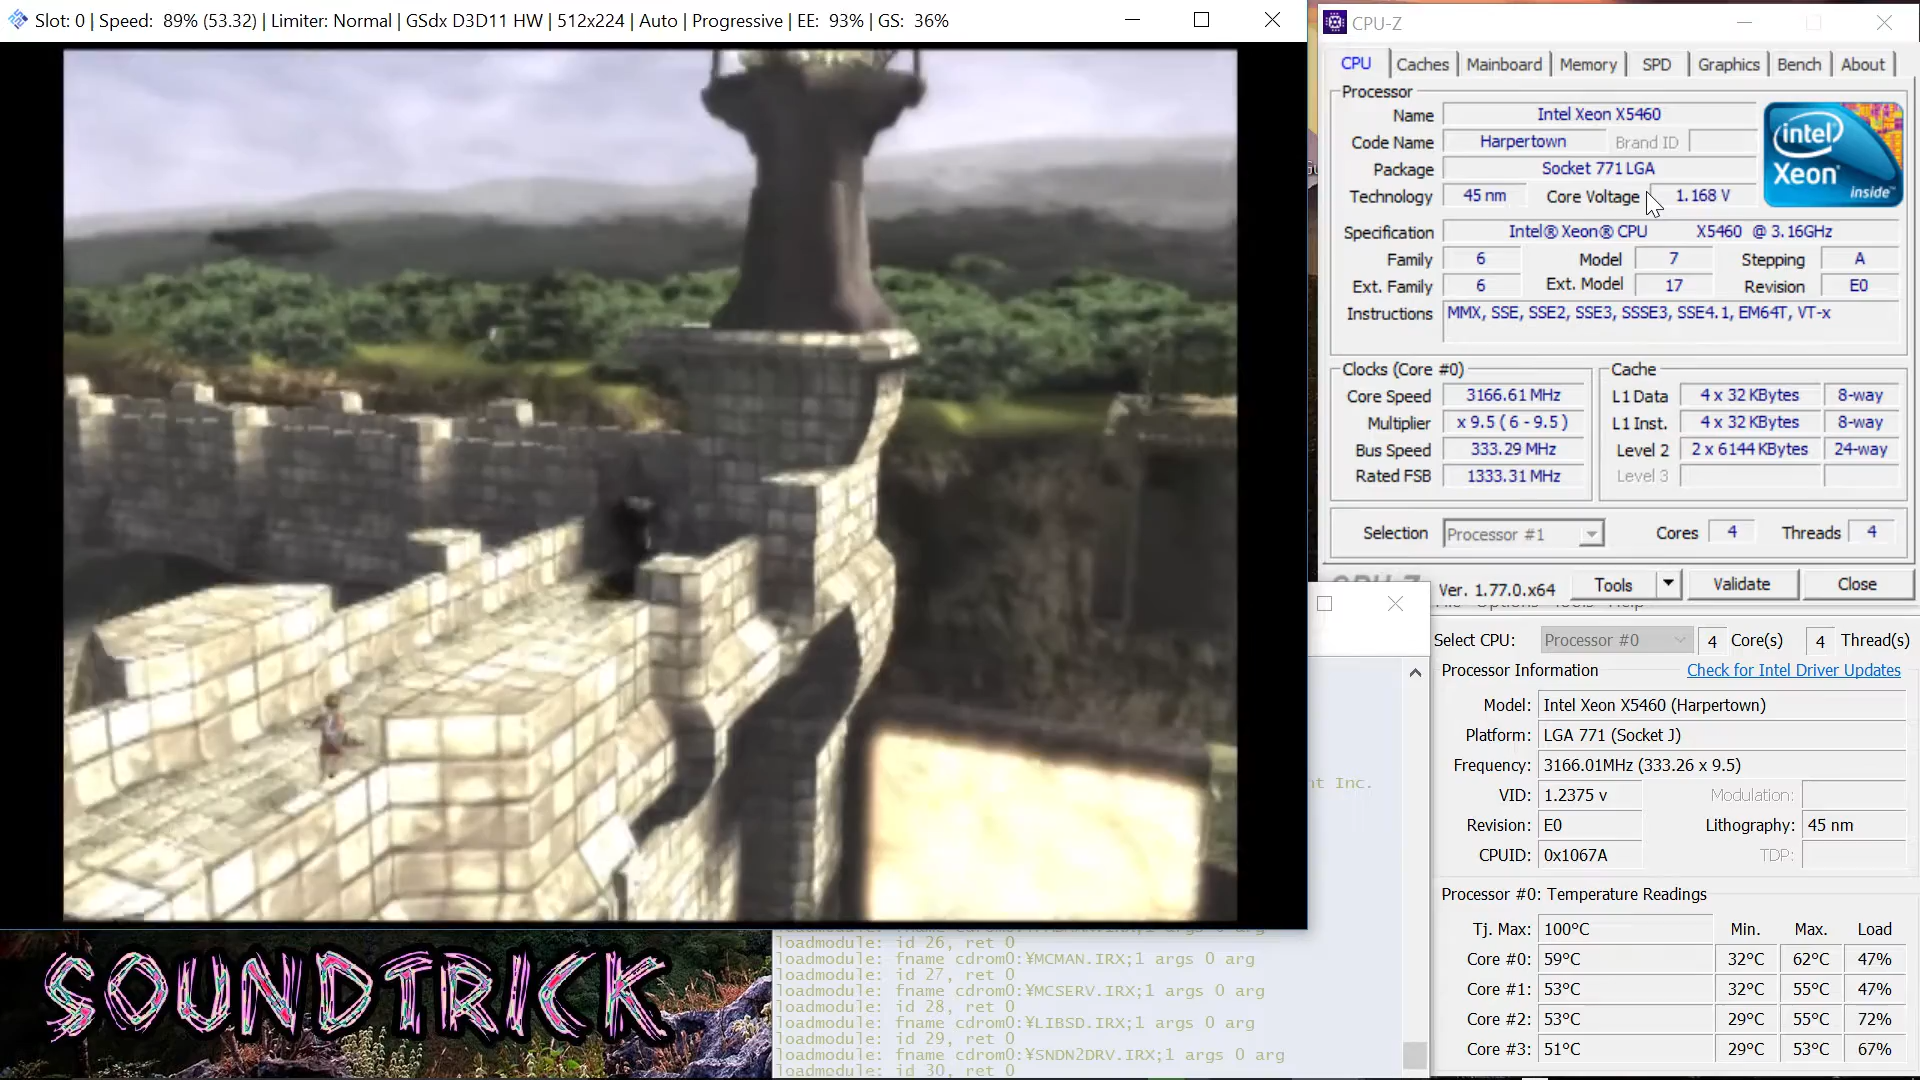 Slot: 0 | Speed: 89% (53.32) | Limiter: Normal | GSdx D3D11 HW | 512x224 | Auto | Progressive | EE: 93% | GS: 36%
CPU-Z
CPU Caches Mainboard Memory SPD Graphics Bench About
Processor
Name Intel Xeon X5460
Code Name Harpertown Brand ID
Package Socket 771 LGA
Technology 45 nm Core Voltage 1.168 V
intel Xeon inside™
Specification Intel® Xeon® CPU X5460 @ 3.16GHz
Family 6 Model 7 Stepping A
Ext. Family 6 Ext. Model 17 Revision E0
Instructions MMX, SSE, SSE2, SSE3, SSSE3, SSE4.1, EM64T, VT-x
Clocks (Core #0) Cache
Core Speed 3166.61 MHz L1 Data 4 x 32 KBytes 8-way
Multiplier x 9.5 ( 6 - 9.5 ) L1 Inst. 4 x 32 KBytes 8-way
Bus Speed 333.29 MHz Level 2 2 x 6144 KBytes 24-way
Rated FSB 1333.31 MHz Level 3
Selection Processor #1 Cores 4 Threads 4
CPU-Z Ver. 1.77.0.x64 Tools Validate Close
File Options Tools Help
Select CPU: Processor #0 4 Core(s) 4 Thread(s)
Processor Information Check for Intel Driver Updates
Model: Intel Xeon X5460 (Harpertown)
Platform: LGA 771 (Socket J)
Frequency: 3166.01MHz (333.26 x 9.5)
VID: 1.2375 v Modulation:
Revision: E0 Lithography: 45 nm
CPUID: 0x1067A TDP:
Processor #0: Temperature Readings
Tj. Max: 100°C Min. Max. Load
Core #0: 59°C 32°C 62°C 47%
Core #1: 53°C 32°C 55°C 47%
Core #2: 53°C 29°C 55°C 72%
Core #3: 51°C 29°C 53°C 67%
Inc.
loadmodule: id 26, ret 0
loadmodule: fname cdrom0:¥MCMAN.IRX;1 args 0 arg
loadmodule: id 27, ret 0
loadmodule: fname cdrom0:¥MCSERV.IRX;1 args 0 arg
loadmodule: id 28, ret 0
loadmodule: fname cdrom0:¥LIBSD.IRX;1 args 0 arg
loadmodule: id 29, ret 0
loadmodule: fname cdrom0:¥SNDN2DRV.IRX;1 args 0 arg
loadmodule: id 30, ret 0
SOUNDTRICK